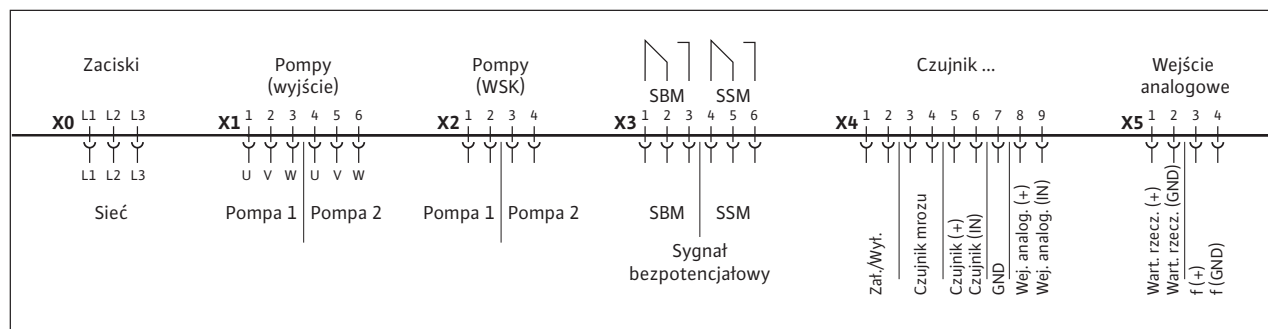 Zaciski
Pompy
(wyjście)
Pompy
(WSK)
SBM SSM
Czujnik ...
Wejście
analogowe
X0 L1 L2 L3
X1 1 2 3 4 5 6
X2 1 2 3 4
X3 1 2 3 4 5 6
X4 1 2 3 4 5 6 7 8 9
X5 1 2 3 4
L1 L2 L3
U V W U V W
Sieć
Pompa 1 Pompa 2
Pompa 1 Pompa 2
SBM SSM
Sygnał
bezpotencjałowy
Zał./Wył.
Czujnik mrozu
Czujnik (+)
Czujnik (IN)
GND
Wej. analog. (+)
Wej. analog. (IN)
Wart. rzecz. (+)
Wart. rzecz. (GND)
f (+)
f (GND)